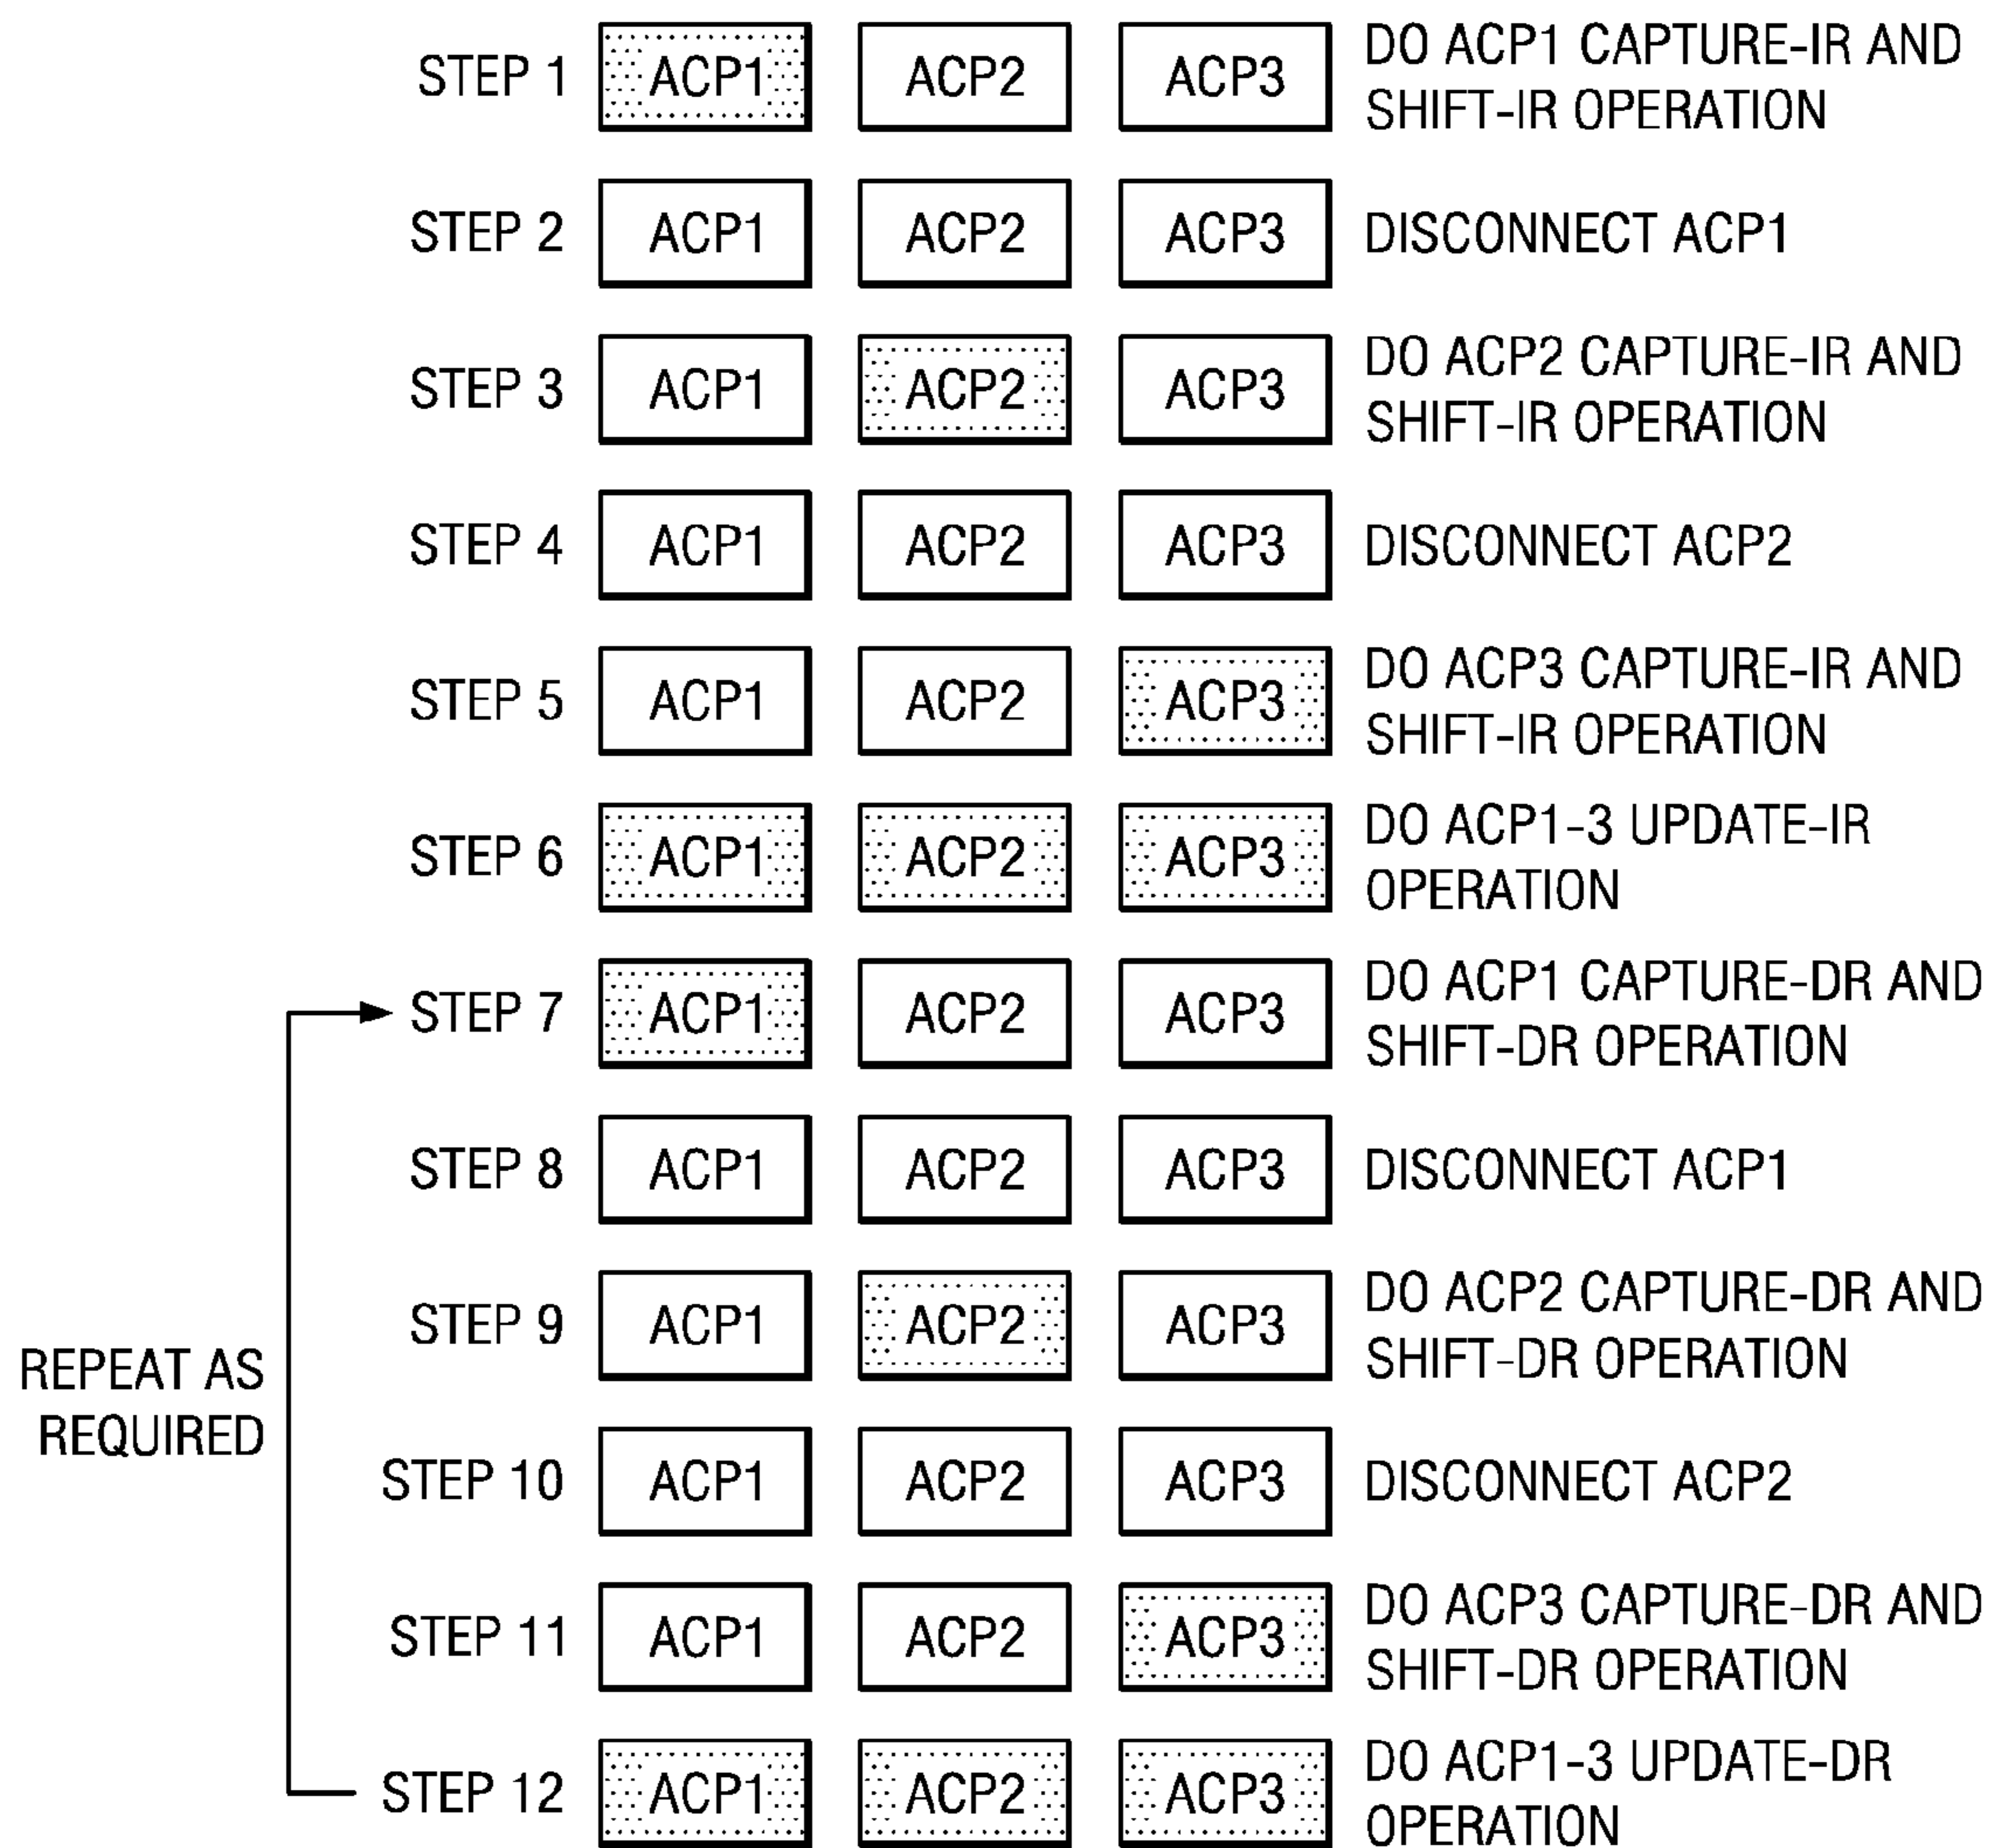 STEP 1 ACP1 ACP2 ACP3 DO ACP1 CAPTURE-IR AND
SHIFT-IR OPERATION
STEP 2 ACP1 ACP2 ACP3 DISCONNECT ACP1
STEP 3 ACP1 ACP2 ACP3 DO ACP2 CAPTURE-IR AND
SHIFT-IR OPERATION
STEP 4 ACP1 ACP2 ACP3 DISCONNECT ACP2
STEP 5 ACP1 ACP2 ACP3 DO ACP3 CAPTURE-IR AND
SHIFT-IR OPERATION
STEP 6 ACP1 ACP2 ACP3 DO ACP1-3 UPDATE-IR
OPERATION
STEP 7 ACP1 ACP2 ACP3 DO ACP1 CAPTURE-DR AND
SHIFT-DR OPERATION
STEP 8 ACP1 ACP2 ACP3 DISCONNECT ACP1
STEP 9 ACP1 ACP2 ACP3 DO ACP2 CAPTURE-DR AND
SHIFT-DR OPERATION
REPEAT AS
REQUIRED
STEP 10 ACP1 ACP2 ACP3 DISCONNECT ACP2
STEP 11 ACP1 ACP2 ACP3 DO ACP3 CAPTURE-DR AND
SHIFT-DR OPERATION
STEP 12 ACP1 ACP2 ACP3 DO ACP1-3 UPDATE-DR
OPERATION